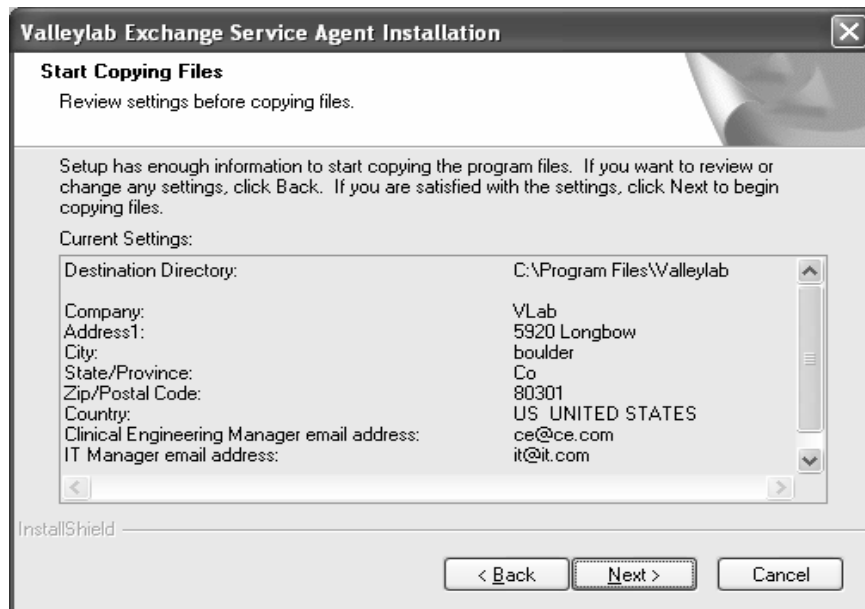 Valleylab Exchange Service Agent Installation
Start Copying Files
Review settings before copying files.
Setup has enough information to start copying the program files.  If you want to review or
change any settings, click Back.  If you are satisfied with the settings, click Next to begin
copying files.
Current Settings:
Destination Directory: C:\Program Files\Valleylab
Company: VLab
Address1: 5920 Longbow
City: boulder
State/Province: Co
Zip/Postal Code: 80301
Country: US  UNITED STATES
Clinical Engineering Manager email address: ce@ce.com
IT Manager email address: it@it.com
InstallShield
< Back Next > Cancel